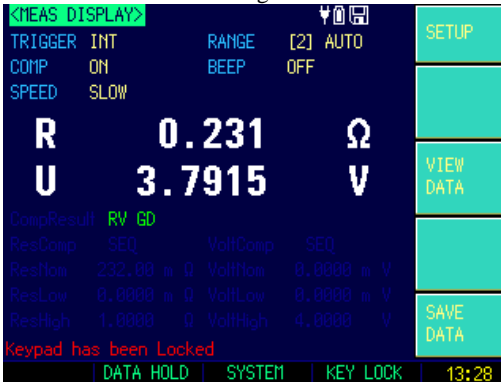 <MEAS DISPLAY>
SETUP
TRIGGER INT RANGE [2] AUTO
COMP ON BEEP OFF
SPEED SLOW
R 0.231 Ω
U 3.7915 V
VIEW DATA
CompResult RV GD
ResComp SEQ VoltComp SEQ
ResNom 232.00 m Ω VoltNom 0.0000 m V
ResLow 0.0000 m Ω VoltLow 0.0000 m V
ResHigh 1.0000 Ω VoltHigh 4.0000 V
SAVE DATA
Keypad has been Locked
DATA HOLD SYSTEM KEY LOCK 13:28